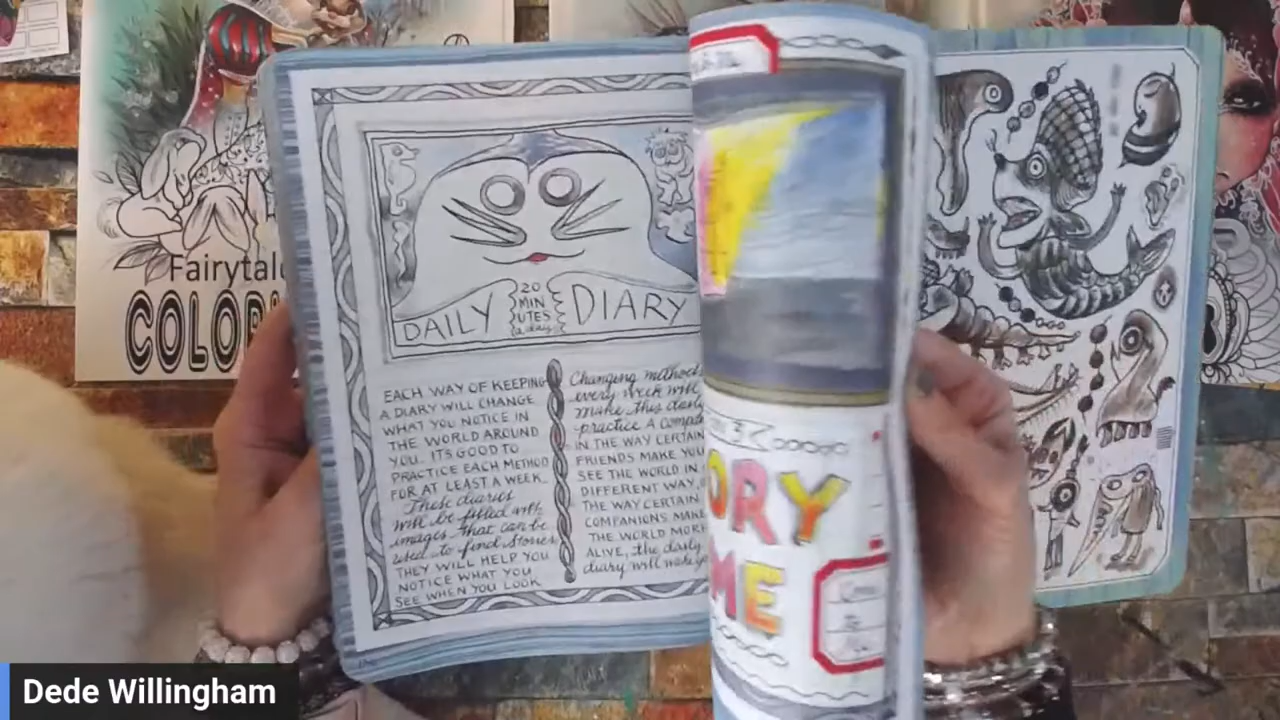 Fairytale
COLOR
DAILY
20
MIN
UTES
a day
DIARY
EACH WAY OF KEEPING
A DIARY WILL CHANGE
WHAT YOU NOTICE IN
THE WORLD AROUND
YOU. IT'S GOOD TO
PRACTICE EACH METHOD
FOR AT LEAST A WEEK.
These diaries
will be filled with
images that can be
used to find stories
THEY WILL HELP YOU
NOTICE WHAT YOU
SEE WHEN YOU LOOK
Changing methods
every week will
make this daily
practice A
IN THE WAY CERTAIN
FRIENDS MAKE YOU
SEE THE WORLD IN
DIFFERENT WAY,
THE WAY CERTAIN
COMPANIONS MAKE
THE WORLD MORE
ALIVE, the daily
diary will make
ORY
ME
Dede Willingham